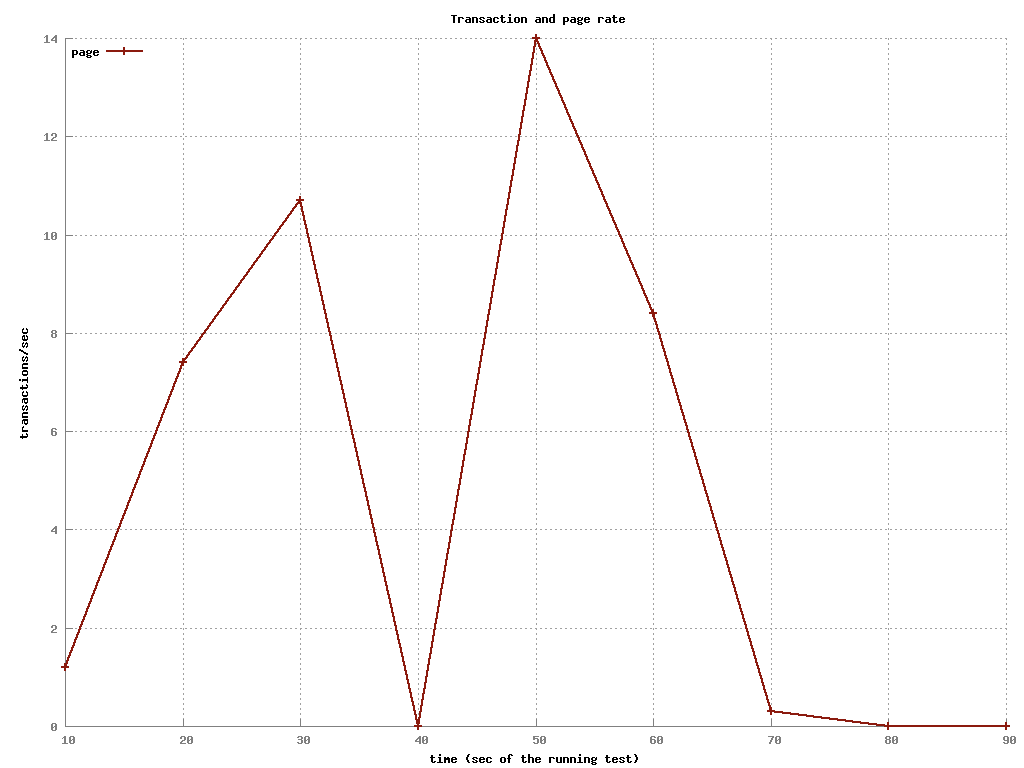 Transaction and page rate
page
14
12
10
8
6
4
2
0
transactions/sec
10 20 30 40 50 60 70 80 90
time (sec of the running test)